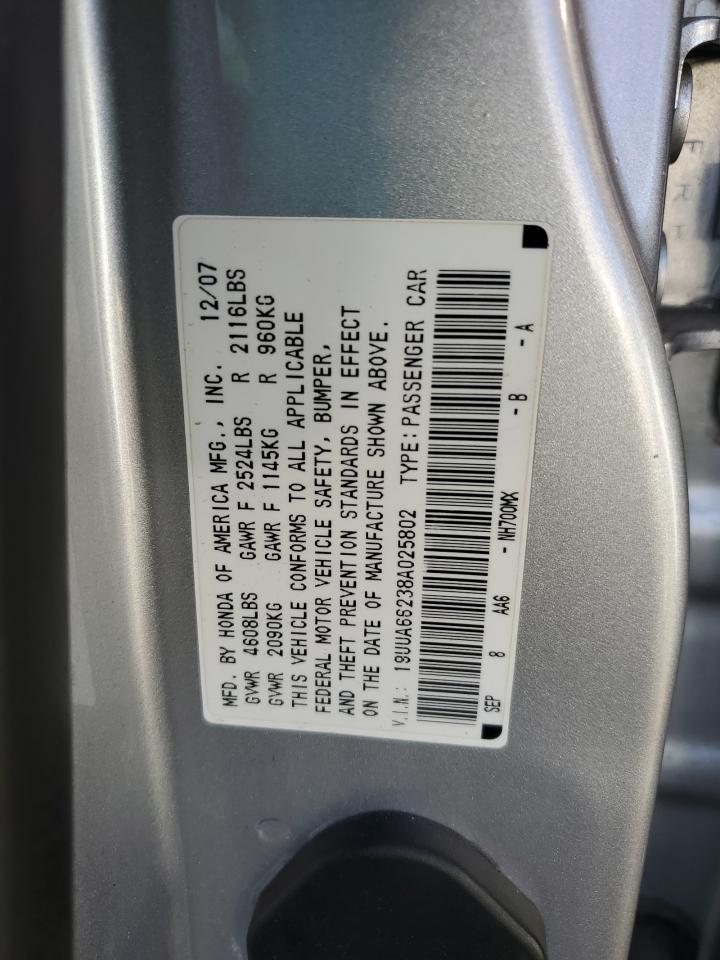 MFD. BY HONDA OF AMERICA MFG., INC. 12/07
GVWR 4608LBS GAWR F 2524LBS R 2116LBS
GVWR 2090KG GAWR F 1145KG R 960KG
THIS VEHICLE CONFORMS TO ALL APPLICABLE
FEDERAL MOTOR VEHICLE SAFETY, BUMPER,
AND THEFT PREVENTION STANDARDS IN EFFECT
ON THE DATE OF MANUFACTURE SHOWN ABOVE.
V.I.N.: 19UUA66238A025802 TYPE: PASSENGER CAR
SEP 8 AA6 - NH700MX - B - A